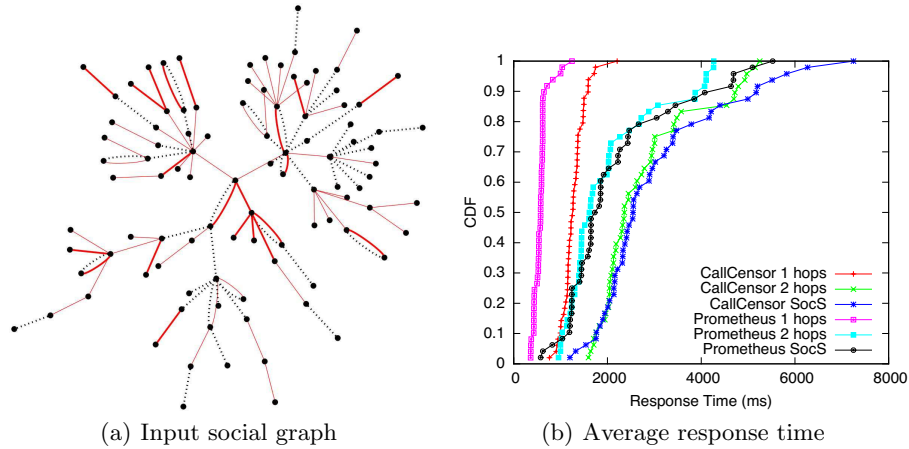 1
0.9
0.8
0.7
0.6
0.5
0.4
0.3
0.2
0.1
0
CDF
CallCensor 1 hops
CallCensor 2 hops
CallCensor SocS
Prometheus 1 hops
Prometheus 2 hops
Prometheus SocS
0 2000 4000 6000 8000
Response Time (ms)
(a) Input social graph
(b) Average response time